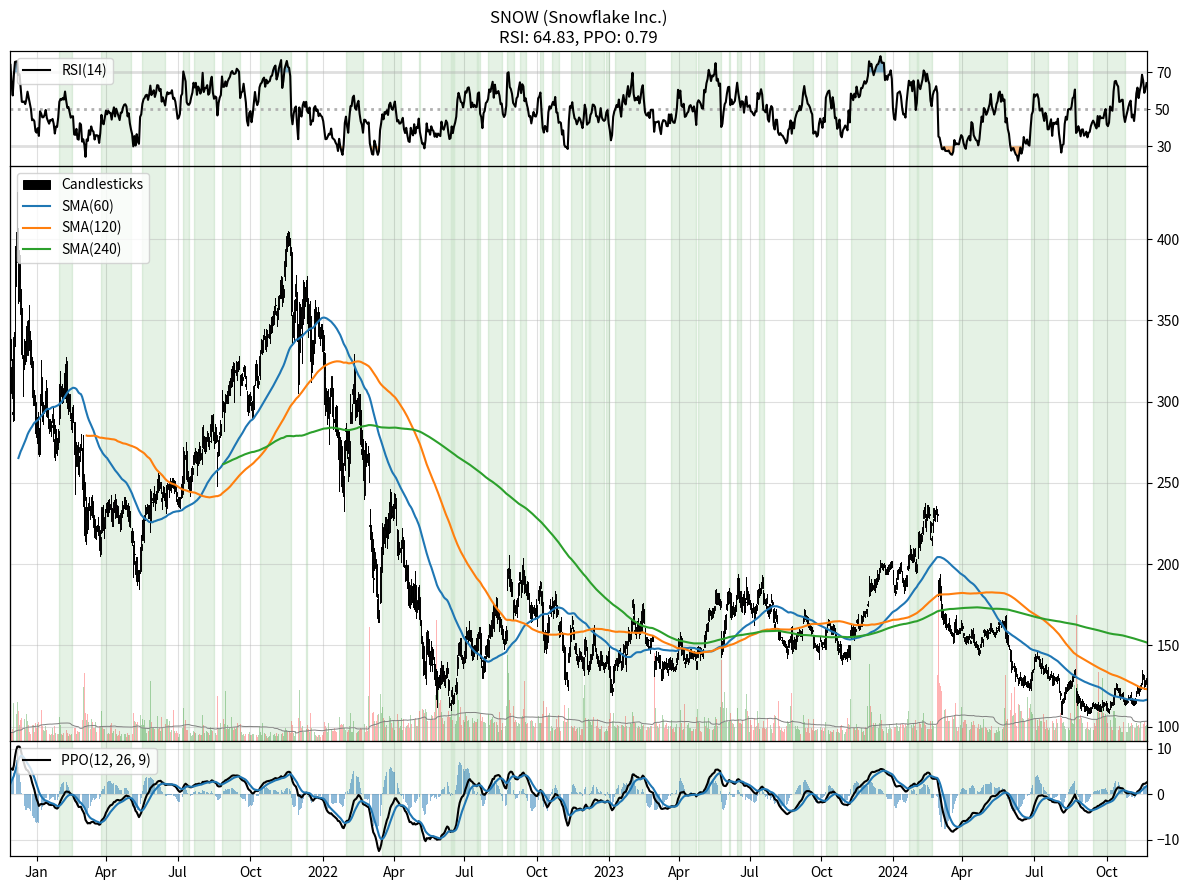 SNOW (Snowflake Inc.)
RSI: 64.83, PPO: 0.79
RSI(14)
70
50
30
Candlesticks
SMA(60)
SMA(120)
SMA(240)
400
350
300
250
200
150
100
PPO(12, 26, 9)
10
0
−10
Jan Apr Jul Oct 2022 Apr Jul Oct 2023 Apr Jul Oct 2024 Apr Jul Oct